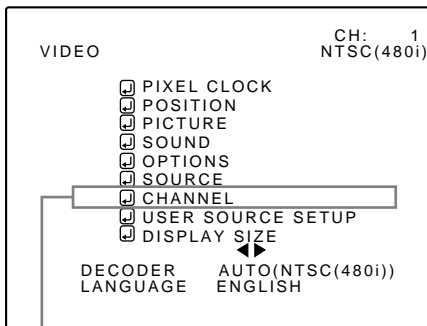 CH: 1
VIDEO NTSC(480i)
PIXEL CLOCK
POSITION
PICTURE
SOUND
OPTIONS
SOURCE
CHANNEL
USER SOURCE SETUP
DISPLAY SIZE
DECODER AUTO(NTSC(480i))
LANGUAGE ENGLISH